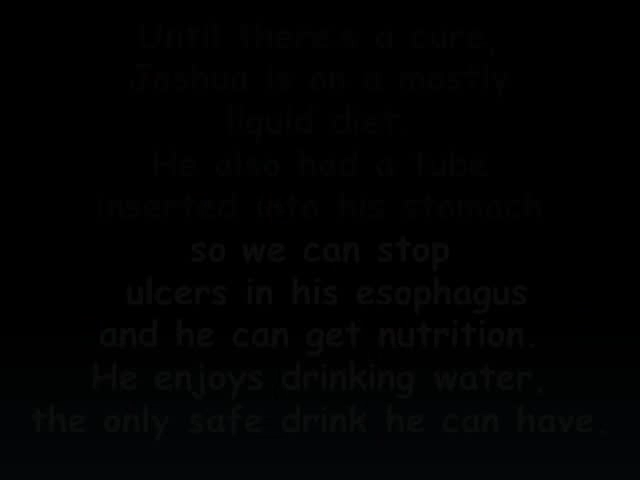 Until there's a cure,
Joshua is on a mostly
liquid diet.
He also had a tube
inserted into his stomach
so we can stop
ulcers in his esophagus
and he can get nutrition.
He enjoys drinking water,
the only safe drink he can have.